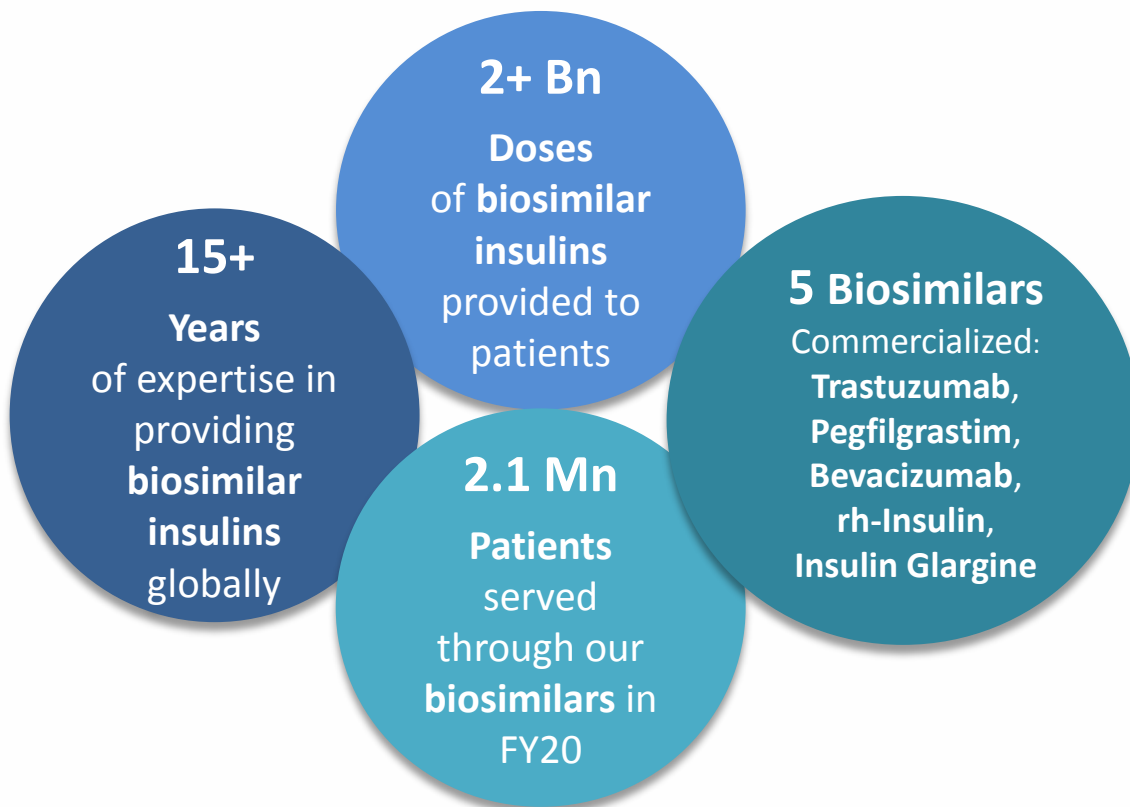 2+ Bn
Doses
of biosimilar
insulins
provided to
patients
15+
Years
of expertise in
providing
biosimilar
insulins
globally
2.1 Mn
Patients
served
through our
biosimilars in
FY20
5 Biosimilars
Commercialized:
Trastuzumab,
Pegfilgrastim,
Bevacizumab,
rh-Insulin,
Insulin Glargine